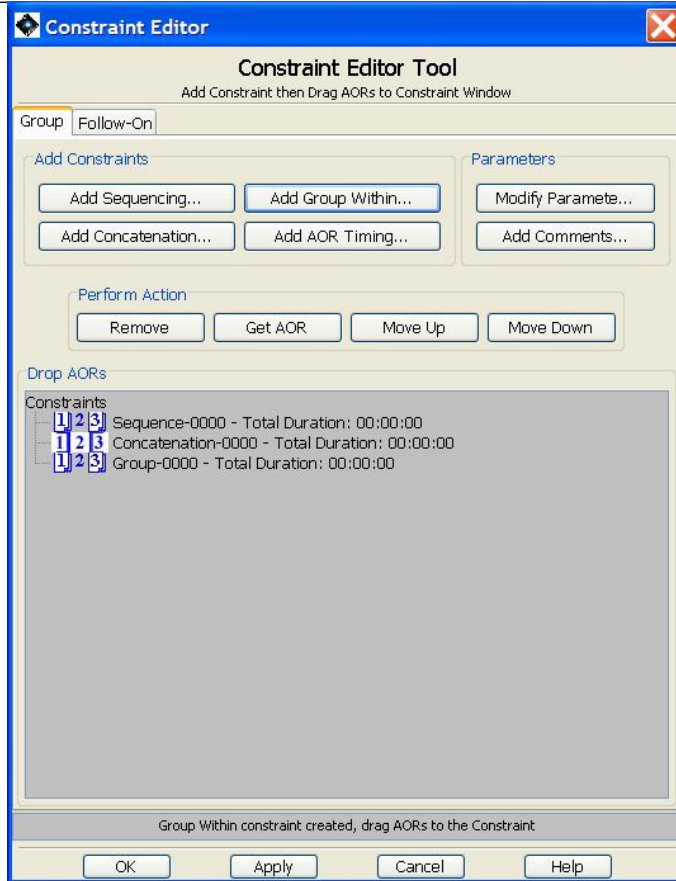 Constraint Editor
Constraint Editor Tool
Add Constraint then Drag AORs to Constraint Window
Group Follow-On
Add Constraints Parameters
Add Sequencing... Add Group Within... Modify Paramete...
Add Concatenation... Add AOR Timing... Add Comments...
Perform Action
Remove Get AOR Move Up Move Down
Drop AORs
Constraints
1 2 3 Sequence-0000 - Total Duration: 00:00:00
1 2 3 Concatenation-0000 - Total Duration: 00:00:00
1 2 3 Group-0000 - Total Duration: 00:00:00
Group Within constraint created, drag AORs to the Constraint
OK Apply Cancel Help